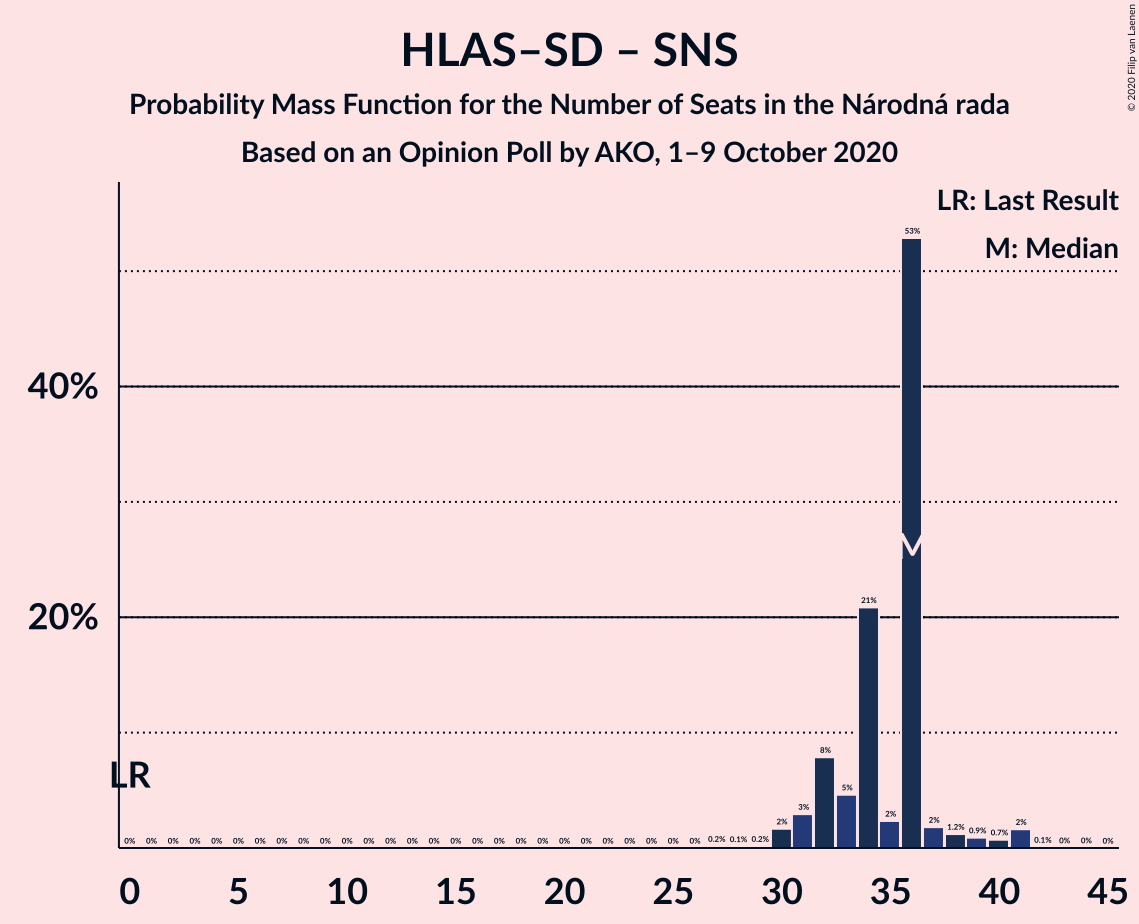 HLAS–SD – SNS
Probability Mass Function for the Number of Seats in the Národná rada
Based on an Opinion Poll by AKO, 1–9 October 2020
© 2020 Filip van Laenen
LR: Last Result
M: Median
40%
20%
LR
M
0% 0% 0% 0% 0% 0% 0% 0% 0% 0% 0% 0% 0% 0% 0% 0% 0% 0% 0% 0% 0% 0% 0% 0% 0% 0% 0% 0.2% 0.1% 0.2% 2% 3% 8% 5% 21% 2% 53% 2% 1.2% 0.9% 0.7% 2% 0.1% 0% 0% 0%
0 5 10 15 20 25 30 35 40 45